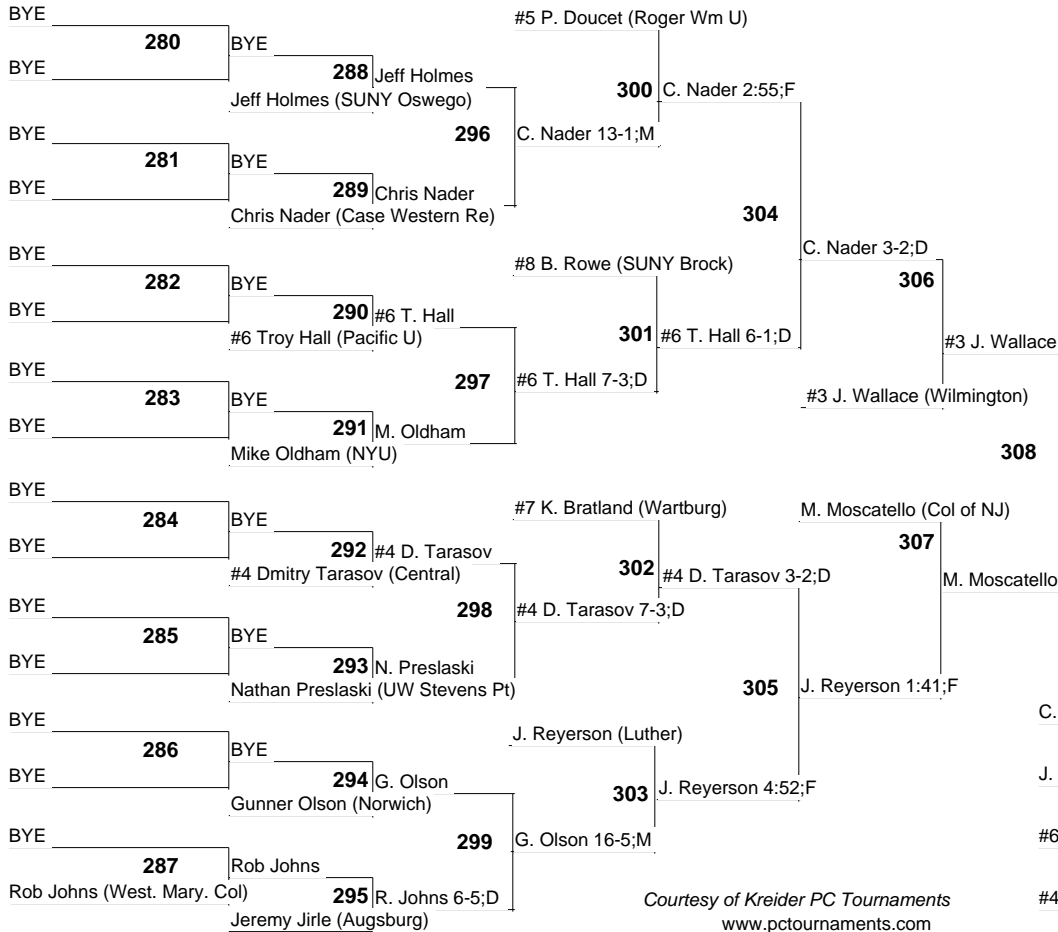 BYE
#5 P. Doucet (Roger Wm U)
280
BYE
BYE
288
Jeff Holmes
Jeff Holmes (SUNY Oswego)
300
C. Nader 2:55;F
BYE
296
C. Nader 13-1;M
281
BYE
BYE
289
Chris Nader
Chris Nader (Case Western Re)
304
BYE
#8 B. Rowe (SUNY Brock)
C. Nader 3-2;D
282
BYE
306
BYE
290
#6 T. Hall
#6 Troy Hall (Pacific U)
301
#6 T. Hall 6-1;D
#3 J. Wallace
BYE
297
#6 T. Hall 7-3;D
283
BYE
#3 J. Wallace (Wilmington)
BYE
291
M. Oldham
Mike Oldham (NYU)
308
BYE
#7 K. Bratland (Wartburg)
M. Moscatello (Col of NJ)
284
BYE
307
BYE
292
#4 D. Tarasov
#4 Dmitry Tarasov (Central)
302
#4 D. Tarasov 3-2;D
M. Moscatello
BYE
298
#4 D. Tarasov 7-3;D
285
BYE
BYE
293
N. Preslaski
Nathan Preslaski (UW Stevens Pt)
305
J. Reyerson 1:41;F
BYE
C.
286
BYE
J. Reyerson (Luther)
BYE
294
G. Olson
J.
Gunner Olson (Norwich)
303
J. Reyerson 4:52;F
BYE
299
G. Olson 16-5;M
#6
287
Rob Johns
Rob Johns (West. Mary. Col)
295
R. Johns 6-5;D
Courtesy of Kreider PC Tournaments
#4
Jeremy Jirle (Augsburg)
www.pctournaments.com